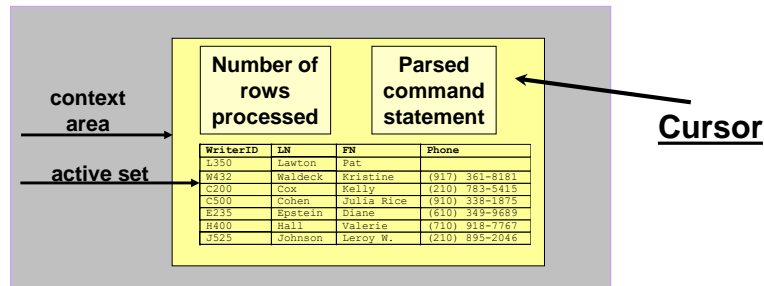 Number of
rows
processed
Parsed
command
statement
context
area
Cursor
active set
WriterID LN FN Phone
L350 Lawton Pat
W432 Waldeck Kristine (917) 361-8181
C200 Cox Kelly (210) 783-5415
C500 Cohen Julia Rice (910) 338-1875
E235 Epstein Diane (610) 349-9689
H400 Hall Valerie (710) 918-7767
J525 Johnson Leroy W. (210) 895-2046